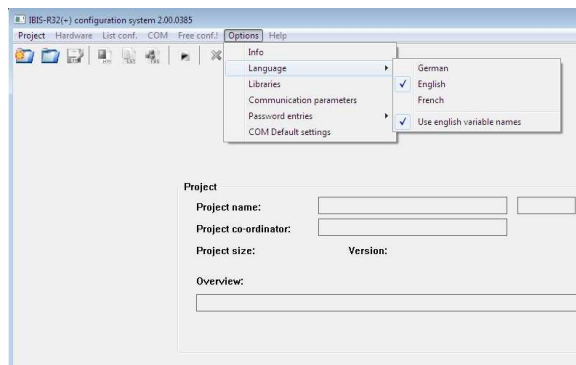 IBIS-R32(+) configuration system 2.00.0385
Project Hardware List conf. COM Free conf.! Options Help
Info
Language
Libraries
Communication parameters
Password entries
COM Default settings
German
English
French
Use english variable names
Project
Project name:
Project co-ordinator:
Project size: Version:
Overview: